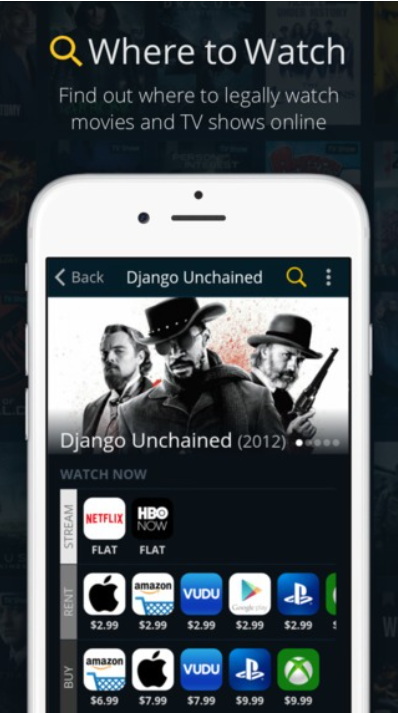 Where to Watch
Find out where to legally watch
movies and TV shows online
Back Django Unchained
Django Unchained (2012)
WATCH NOW
STREAM
NETFLIX HBO NOW
FLAT FLAT
RENT
amazon VUDU Google play
$2.99 $2.99 $2.99 $2.99 $2.99
BUY
amazon VUDU
$6.99 $7.99 $7.99 $9.99 $9.99